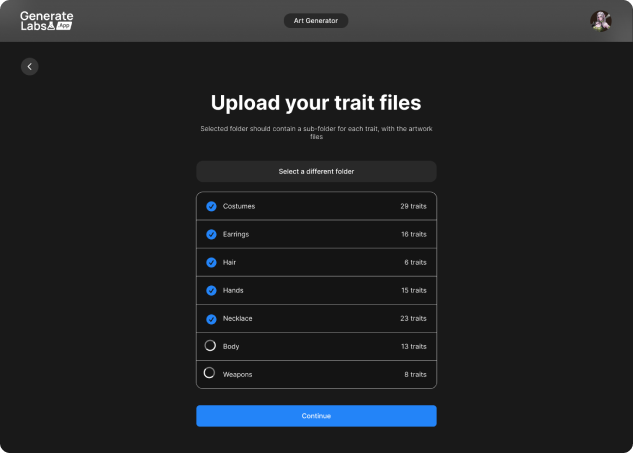 Generate
Labs App
Art Generator
Upload your trait files
Selected folder should contain a sub-folder for each trait, with the artwork
files
Select a different folder
Costumes 29 traits
Earrings 16 traits
Hair 6 traits
Hands 15 traits
Necklace 23 traits
Body 13 traits
Weapons 8 traits
Continue